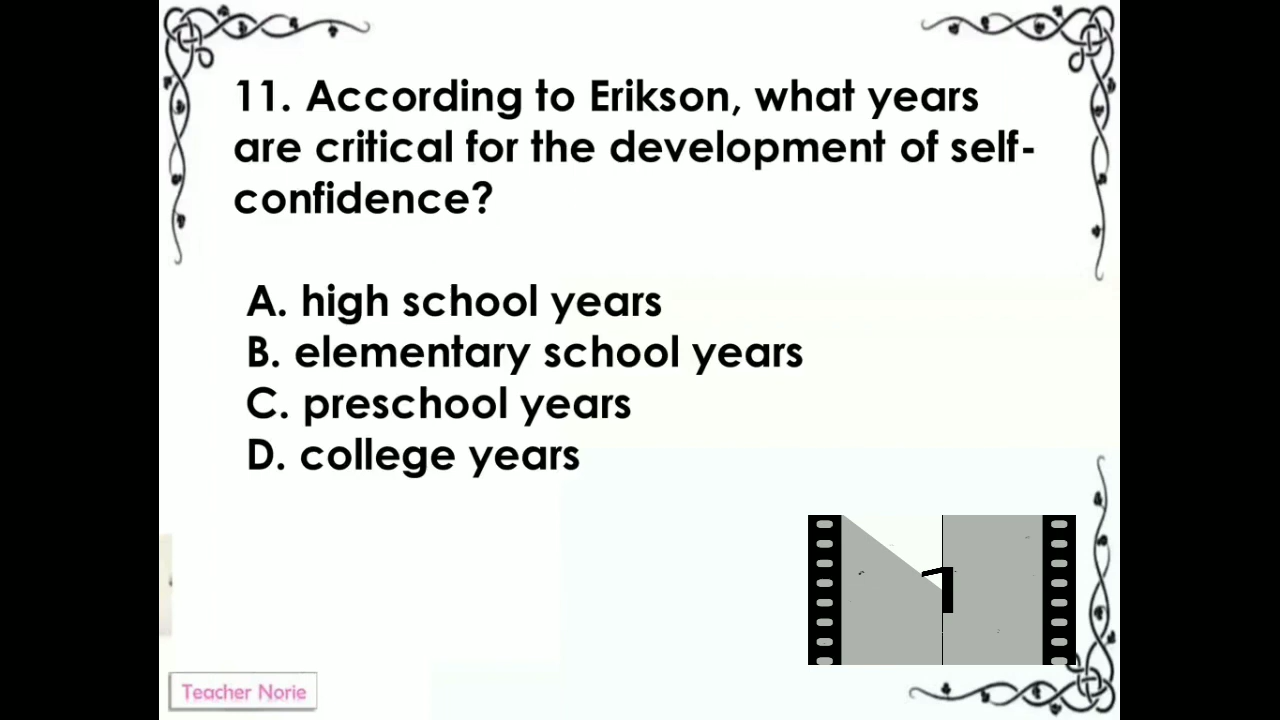 11. According to Erikson, what years
are critical for the development of self-
confidence?
A. high school years
B. elementary school years
C. preschool years
D. college years
1
Teacher Norie